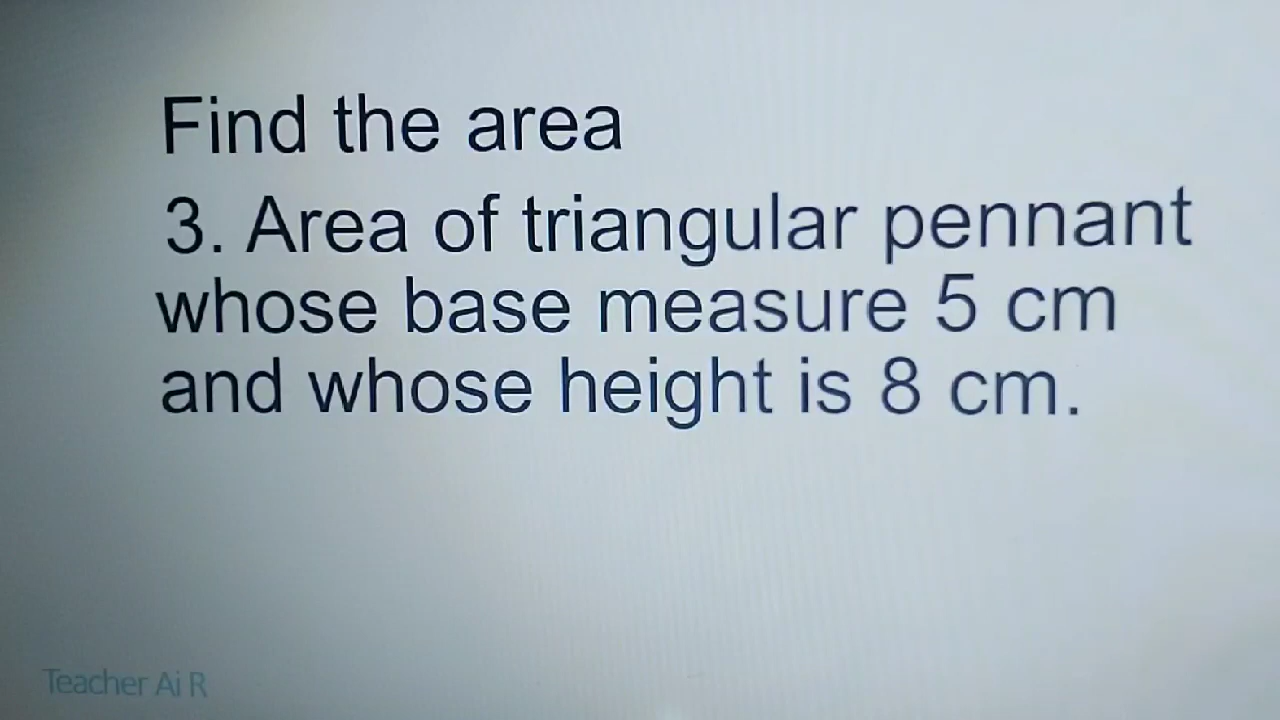 Find the area
3. Area of triangular pennant
whose base measure 5 cm
and whose height is 8 cm.
Teacher Ai R